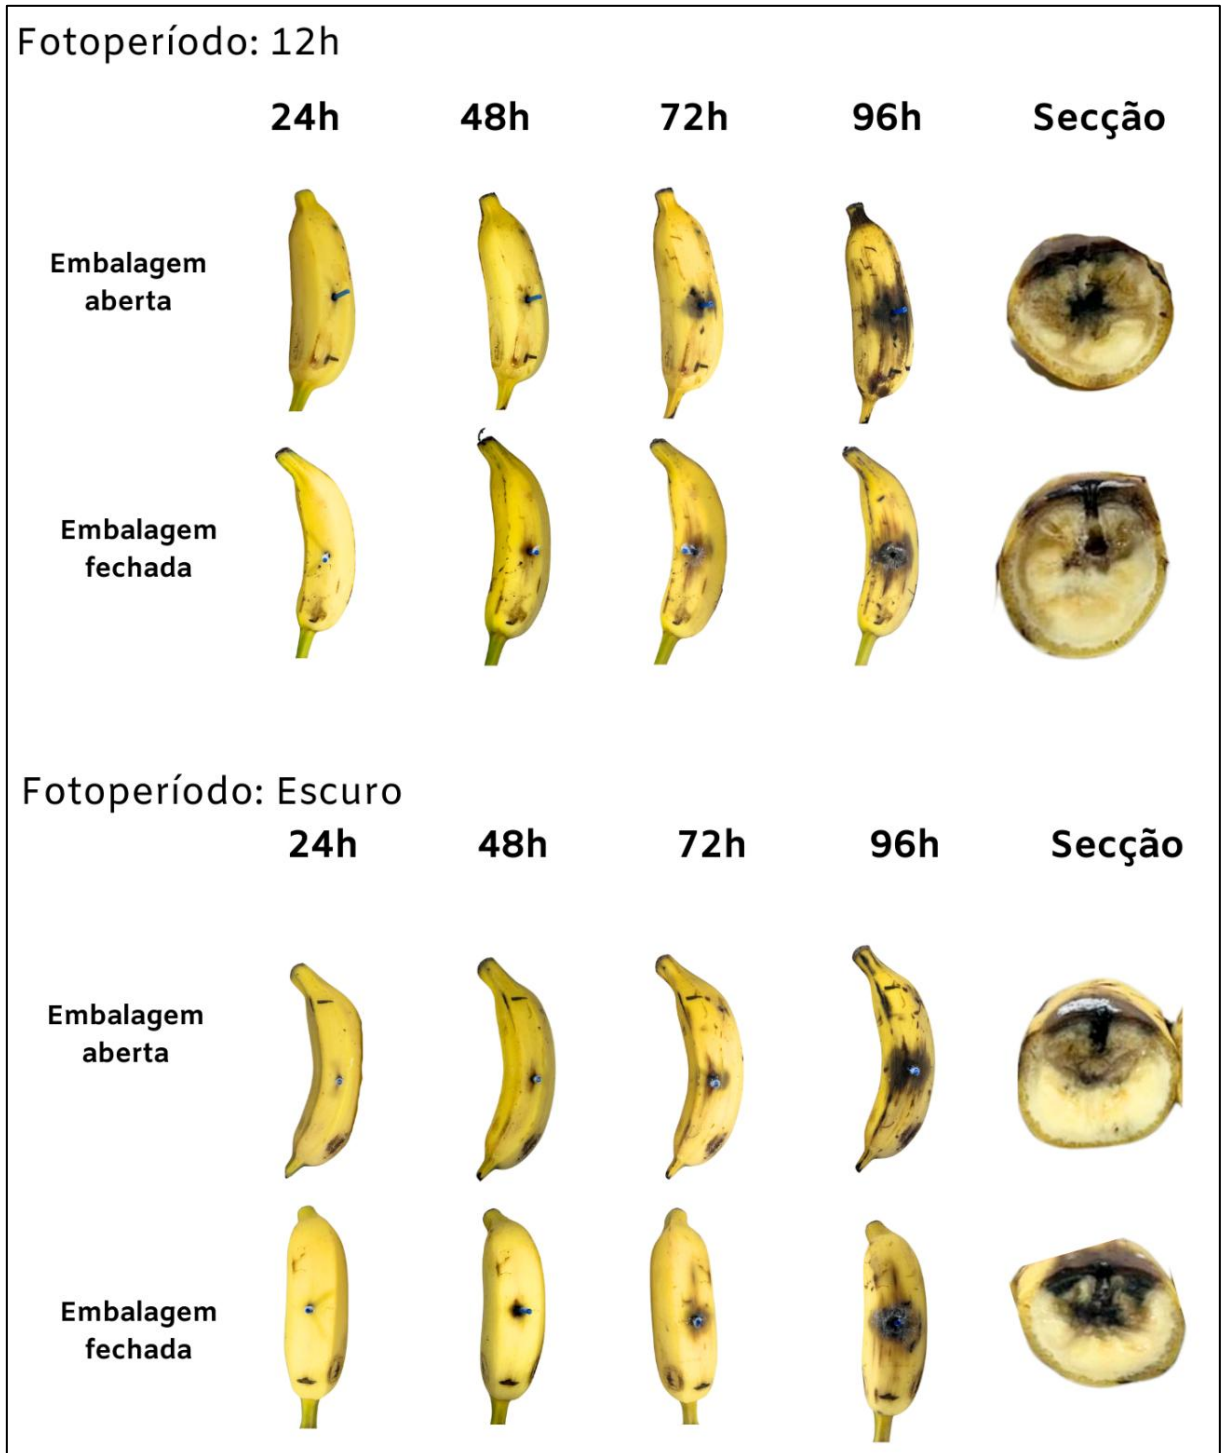 Fotoperíodo: 12h
24h 48h 72h 96h Secção
Embalagem
aberta
Embalagem
fechada
Fotoperíodo: Escuro
24h 48h 72h 96h Secção
Embalagem
aberta
Embalagem
fechada